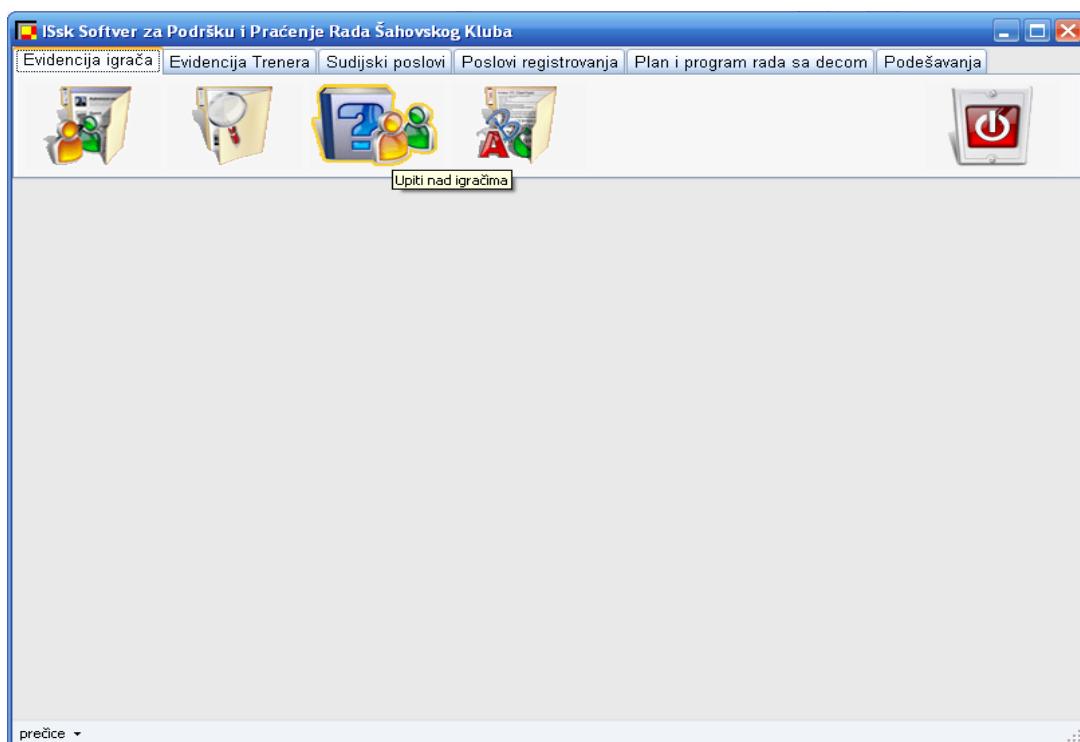 ISsk Softver za Podršku i Praćenje Rada Šahovskog Kluba
Evidencija igrača Evidencija Trenera Sudijski poslovi Poslovi registrovanja Plan i program rada sa decom Podešavanja
Upiti nad igračima
prečice